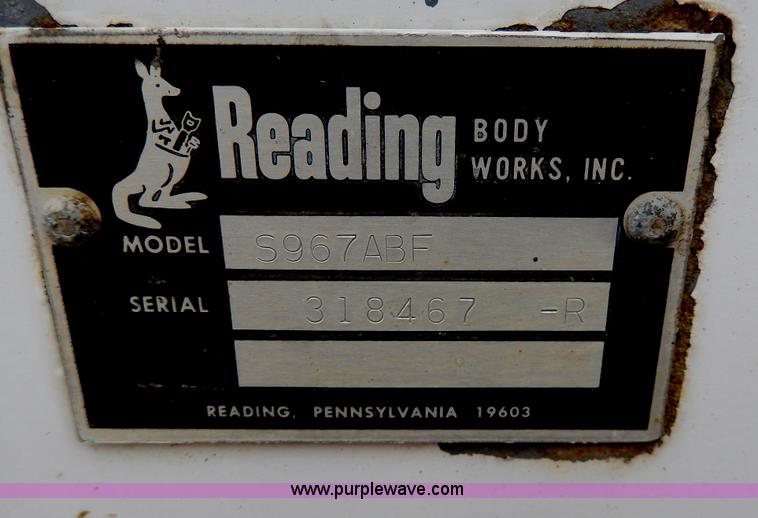 Reading BODY WORKS, INC.
MODEL S967ABF
SERIAL 318467 -R
READING, PENNSYLVANIA 19603
www.purplewave.com